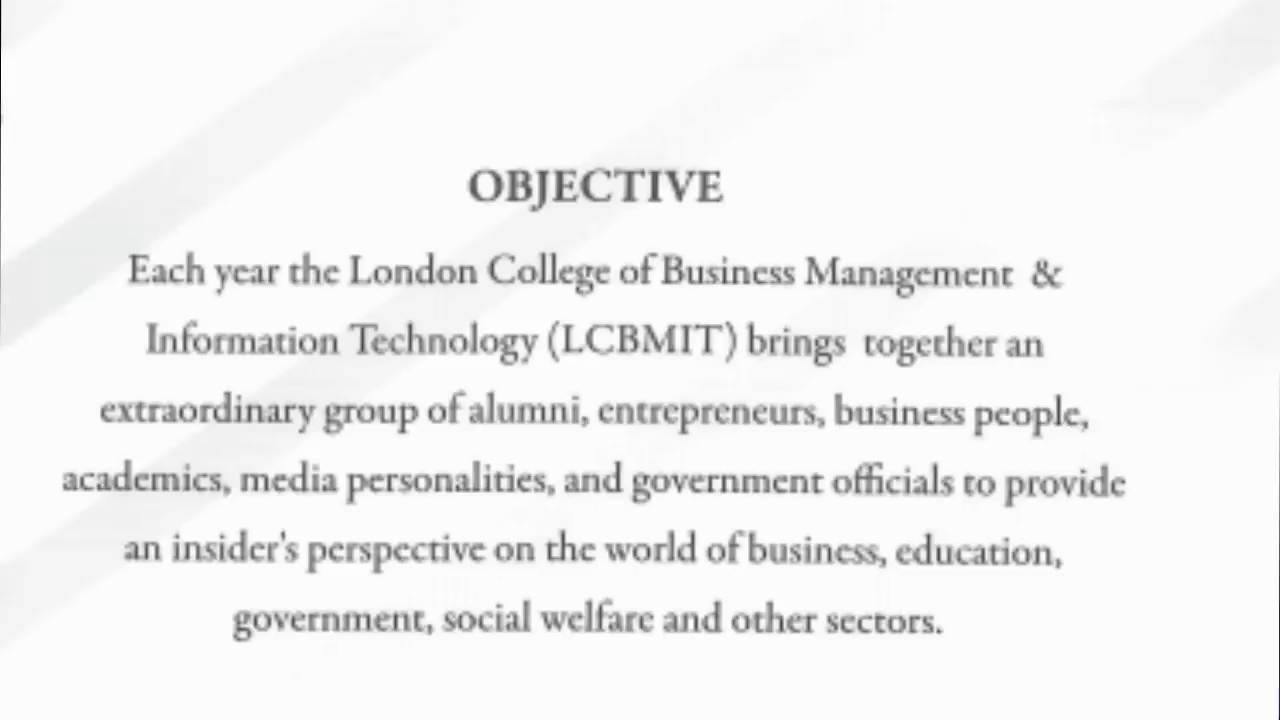 OBJECTIVE
Each year the London College of Business Management &
Information Technology (LCBMIT) brings together an
extraordinary group of alumni, entrepreneurs, business people,
academics, media personalities, and government officials to provide
an insider's perspective on the world of business, education,
government, social welfare and other sectors.